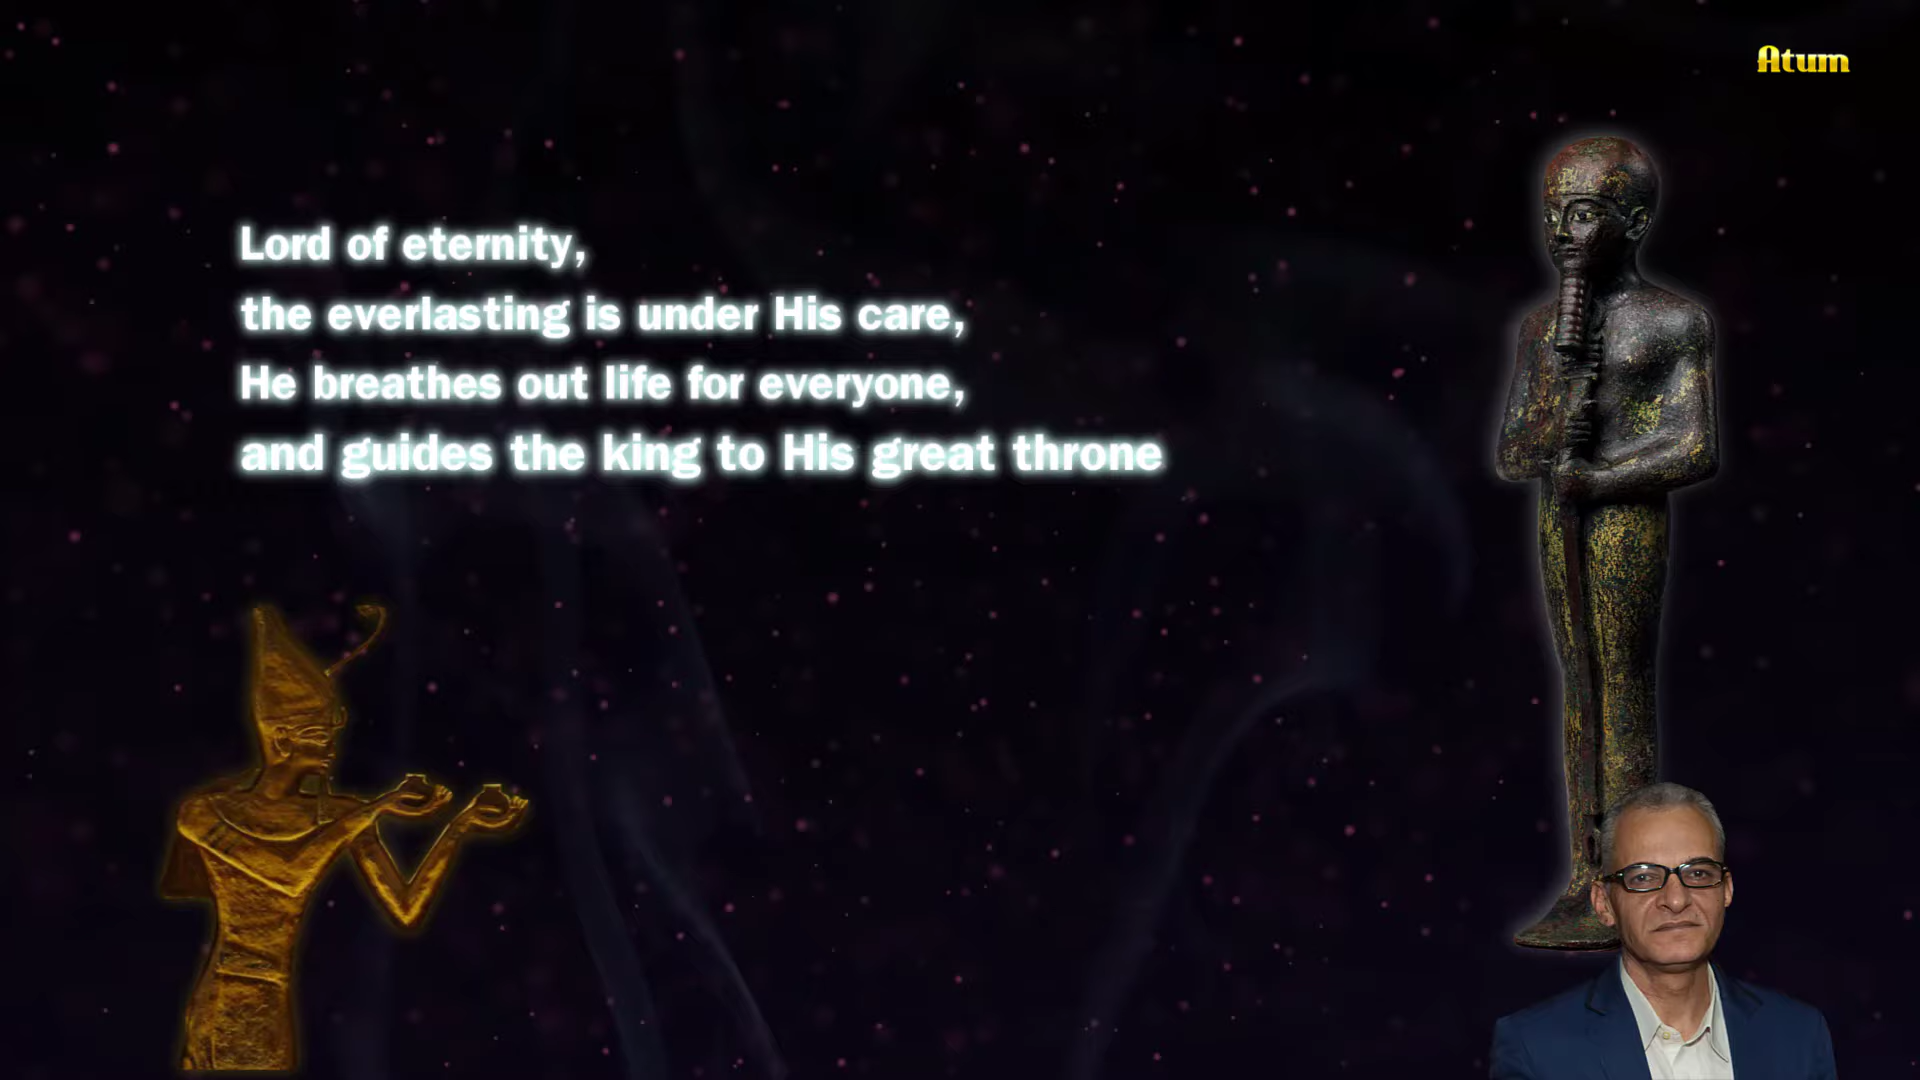 Atum
Lord of eternity,
the everlasting is under His care,
He breathes out life for everyone,
and guides the king to His great throne